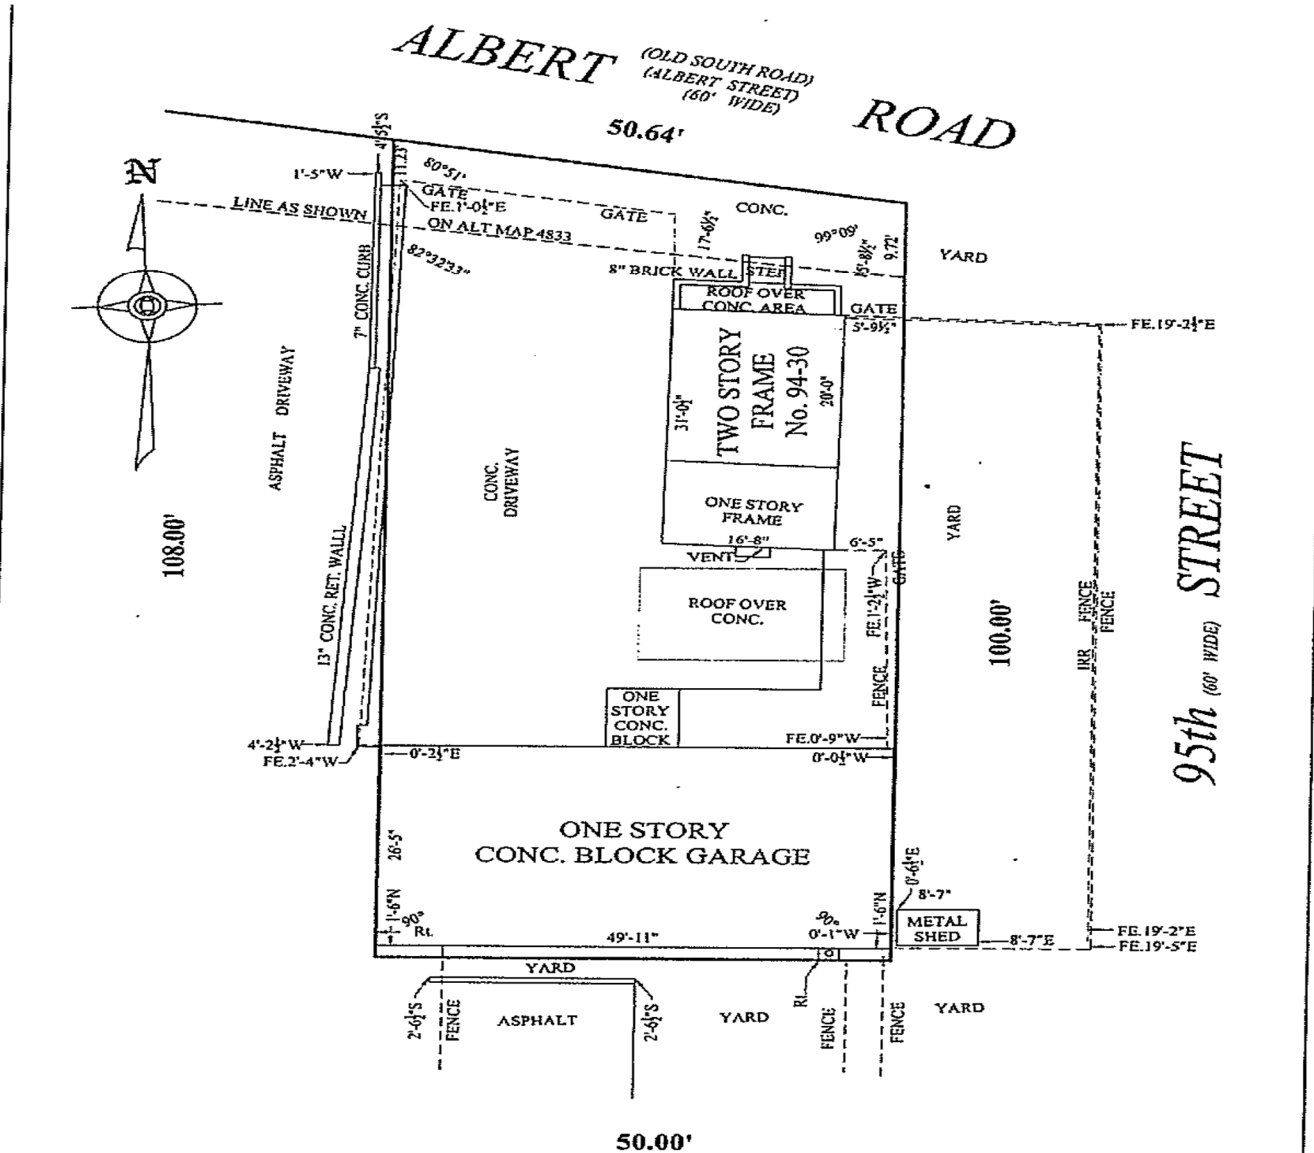 ALBERT ROAD
(OLD SOUTH ROAD)
(ALBERT STREET)
(60' WIDE)
50.64'
N
4'-5½"S
1'-5"W
11.23'
80°51'
GATE
FE.1'-0½"E
LINE AS SHOWN
ON ALT MAP 4833
GATE
CONC.
17'-6½"
99°09'
9.72'
YARD
82°32'33"
8" BRICK WALL
STEP
ROOF OVER
CONC. AREA
GATE
5'-9½"
FE.19'-2½"E
7" CONC. CURB
ASPHALT DRIVEWAY
TWO STORY
FRAME
No. 94-30
31'-0½"
20'-0"
CONC.
DRIVEWAY
ONE STORY
FRAME
16'-8"
VENT
6'-5"
GATE
YARD
108.00'
13" CONC. RET. WALLL
ROOF OVER
CONC.
FE.1'-2½"W
FENCE
100.00'
IRR
FENCE
FENCE
95th STREET
(60' WIDE)
ONE
STORY
CONC.
BLOCK
4'-2½"W
FE.2'-4"W
0'-2½"E
FE.0'-9"W
0'-0½"W
ONE STORY
CONC. BLOCK GARAGE
26'-5"
1'-6"N
90°
Rt.
49'-11"
90°
0'-1"W
1'-6"N
0'-6½"E
8'-7"
METAL
SHED
8'-7"E
FE.19'-2"E
FE.19'-5"E
YARD
2'-6½"S
FENCE
ASPHALT
2'-6½"S
YARD
Rt.
FENCE
FENCE
YARD
50.00'